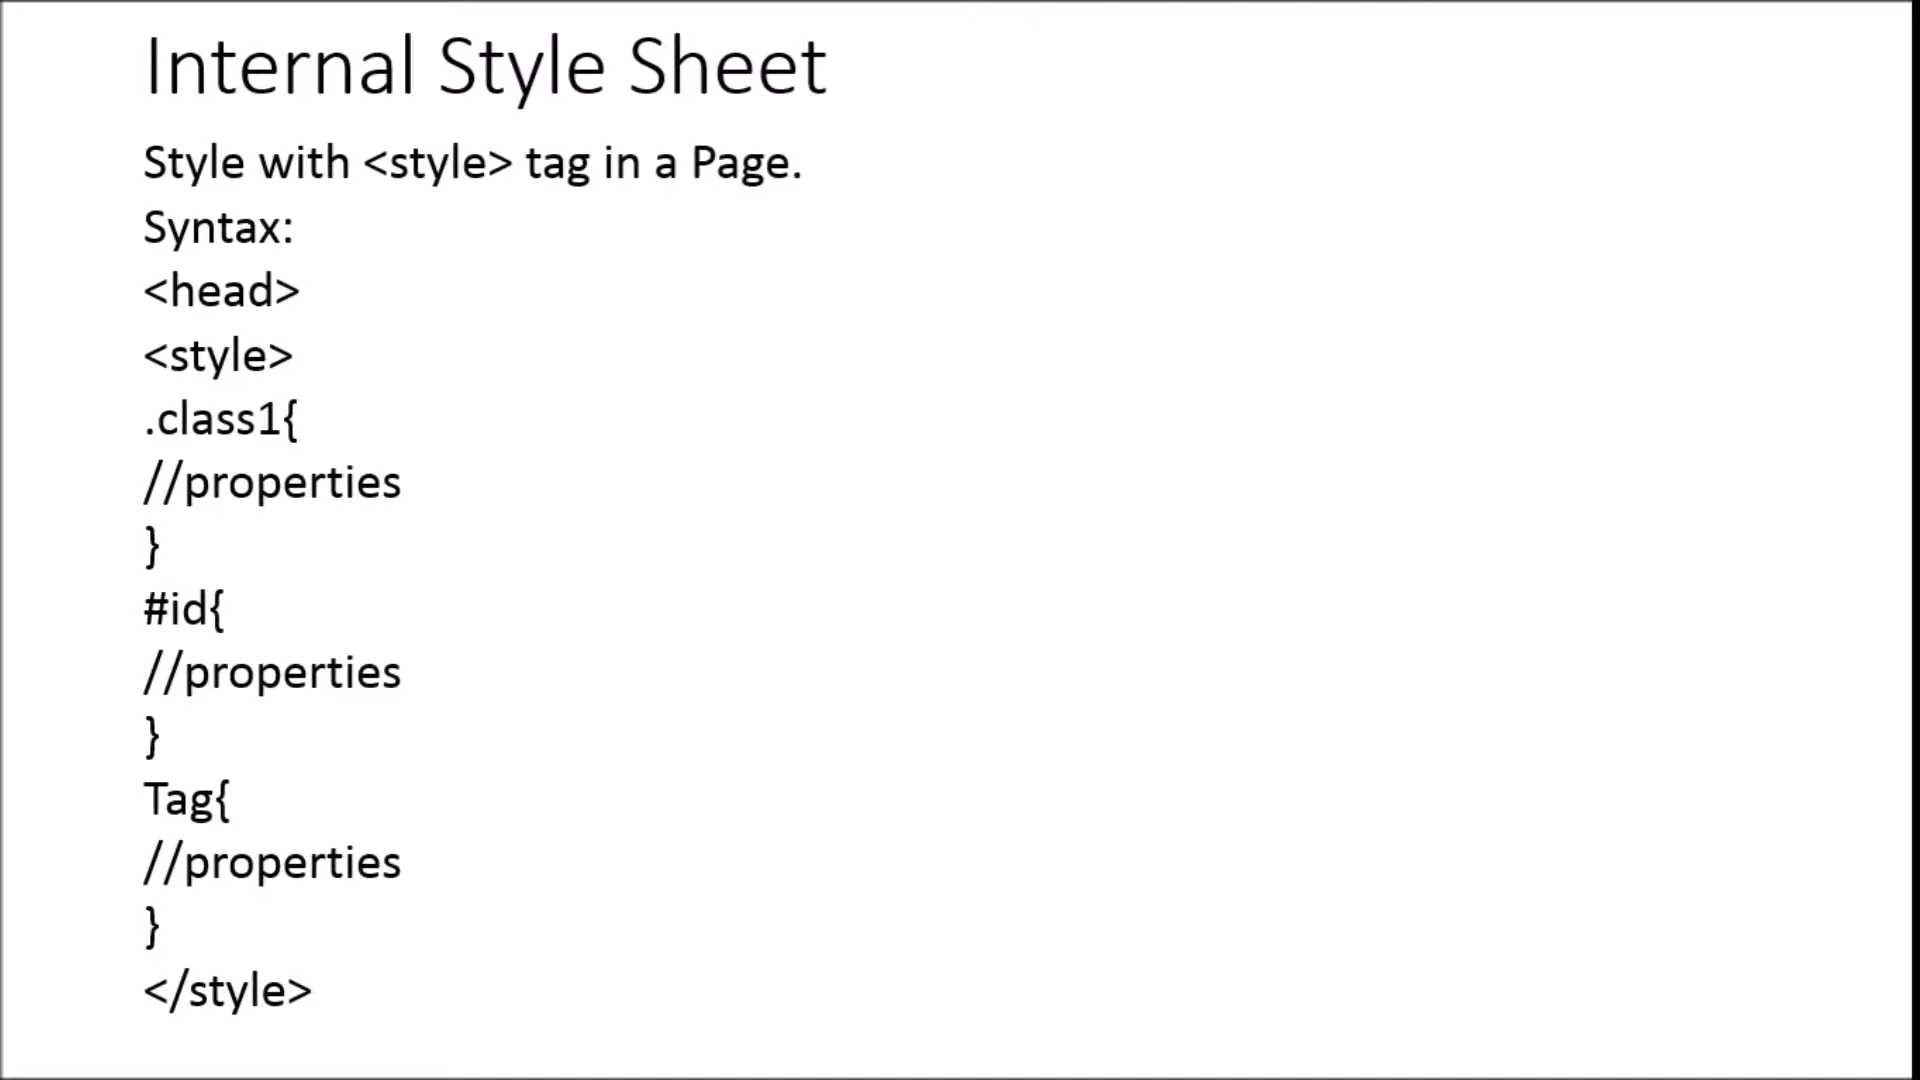 Internal Style Sheet
Style with <style> tag in a Page.
Syntax:
<head>
<style>
.class1{
//properties
}
#id{
//properties
}
Tag{
//properties
}
</style>